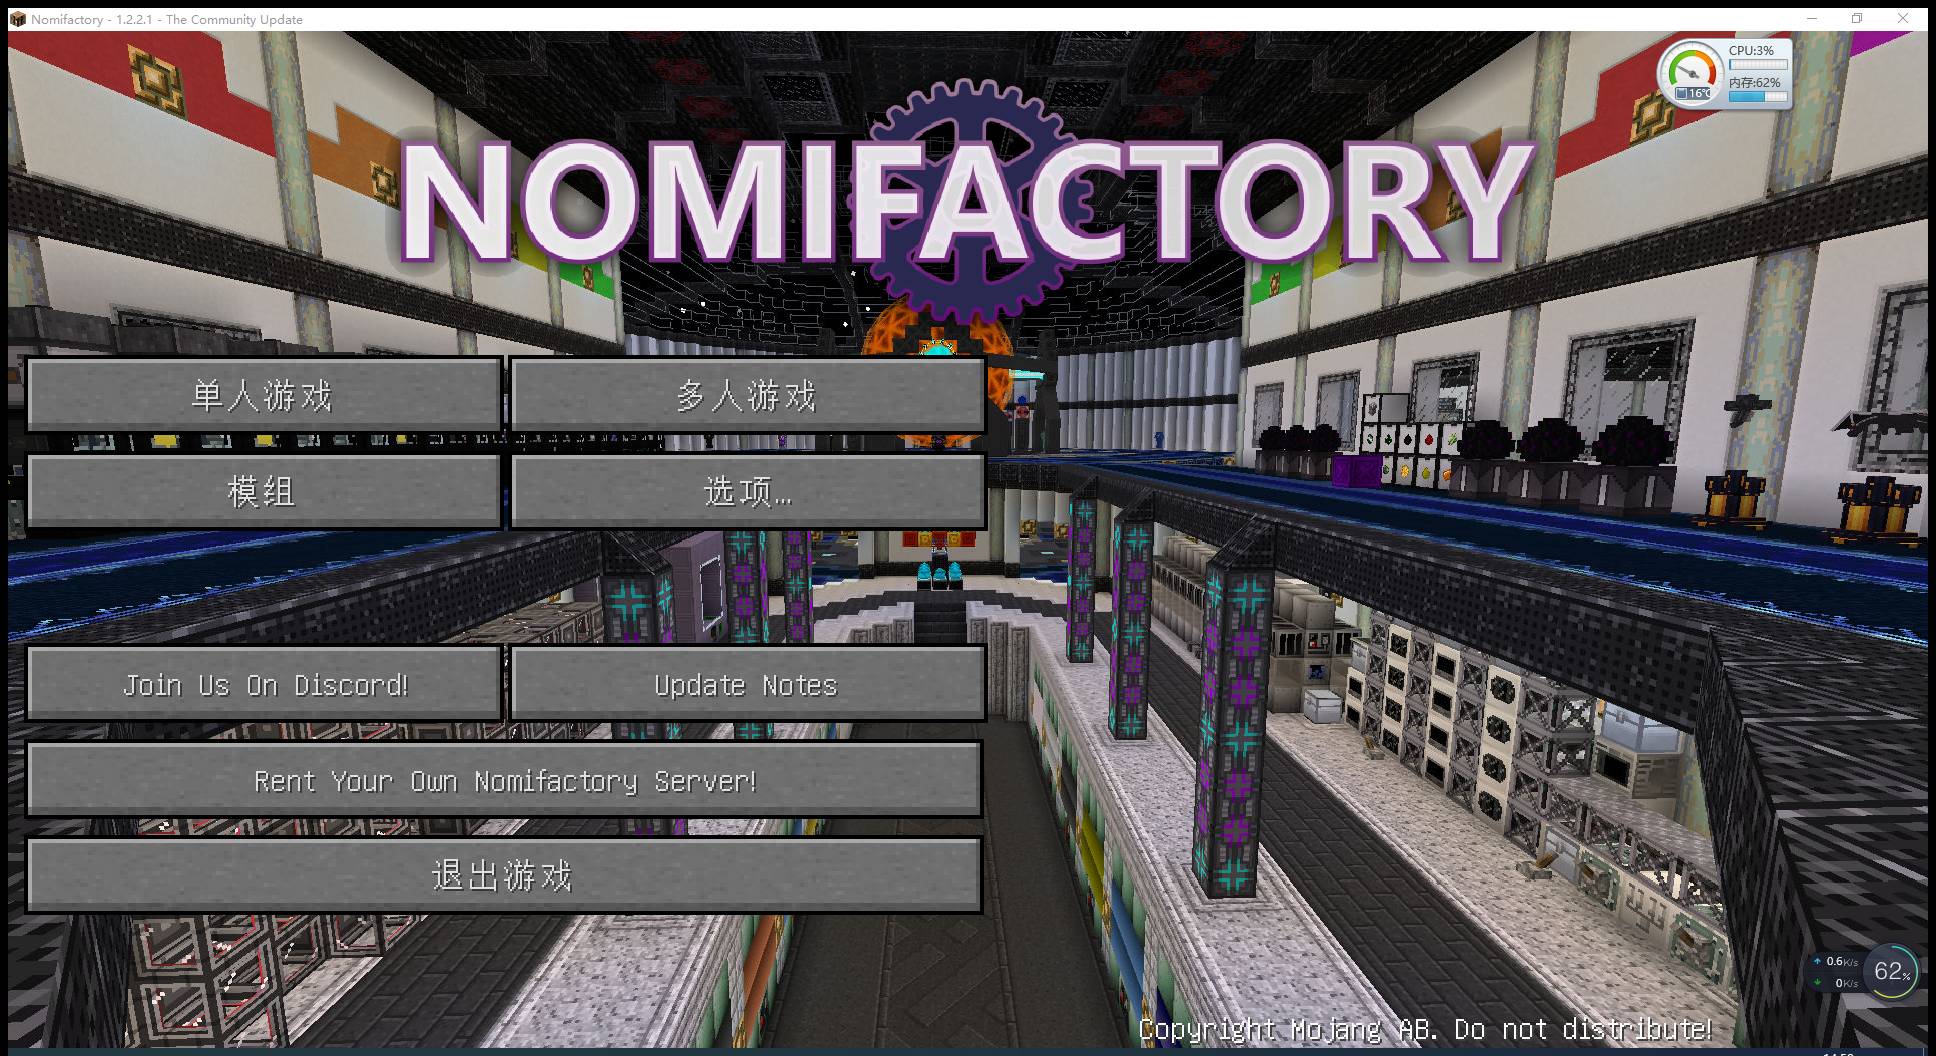 Nomifactory - 1.2.2.1 - The Community Update
CPU:3%
内存:62%
16℃
NOMIFACTORY
单人游戏
多人游戏
模组
选项...
Join Us On Discord!
Update Notes
Rent Your Own Nomifactory Server!
退出游戏
0.6K/s
0K/s
62%
Copyright Mojang AB. Do not distribute!